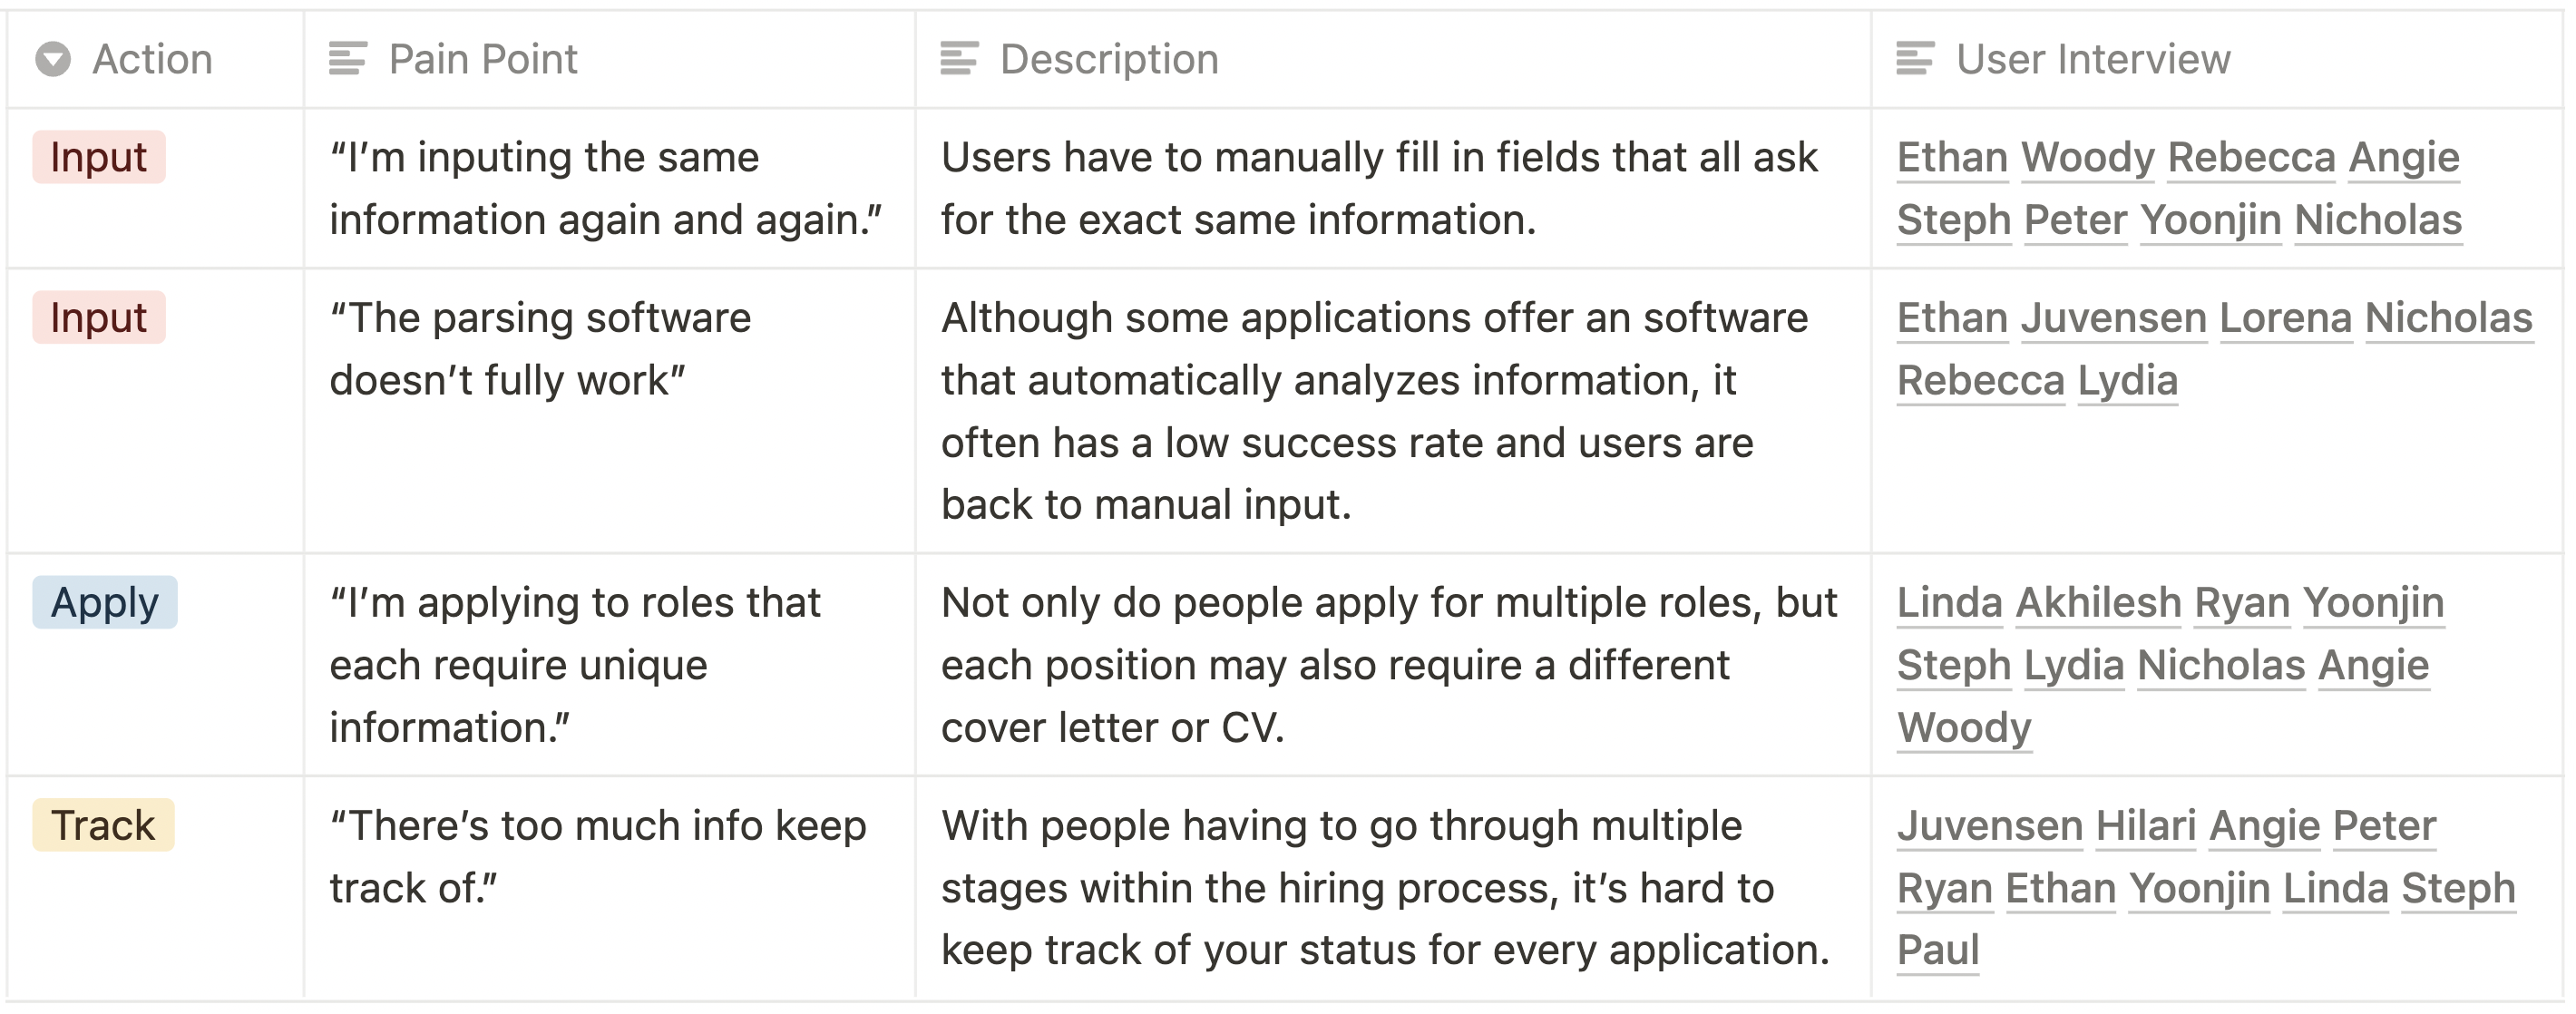 Action Pain Point Description User Interview
Input
“I’m inputing the same
information again and again.”
Users have to manually fill in fields that all ask
for the exact same information.
Ethan Woody Rebecca Angie
Steph Peter Yoonjin Nicholas
Input
“The parsing software
doesn’t fully work”
Although some applications offer an software
that automatically analyzes information, it
often has a low success rate and users are
back to manual input.
Ethan Juvensen Lorena Nicholas
Rebecca Lydia
Apply
“I’m applying to roles that
each require unique
information.”
Not only do people apply for multiple roles, but
each position may also require a different
cover letter or CV.
Linda Akhilesh Ryan Yoonjin
Steph Lydia Nicholas Angie
Woody
Track
“There’s too much info keep
track of.”
With people having to go through multiple
stages within the hiring process, it’s hard to
keep track of your status for every application.
Juvensen Hilari Angie Peter
Ryan Ethan Yoonjin Linda Steph
Paul